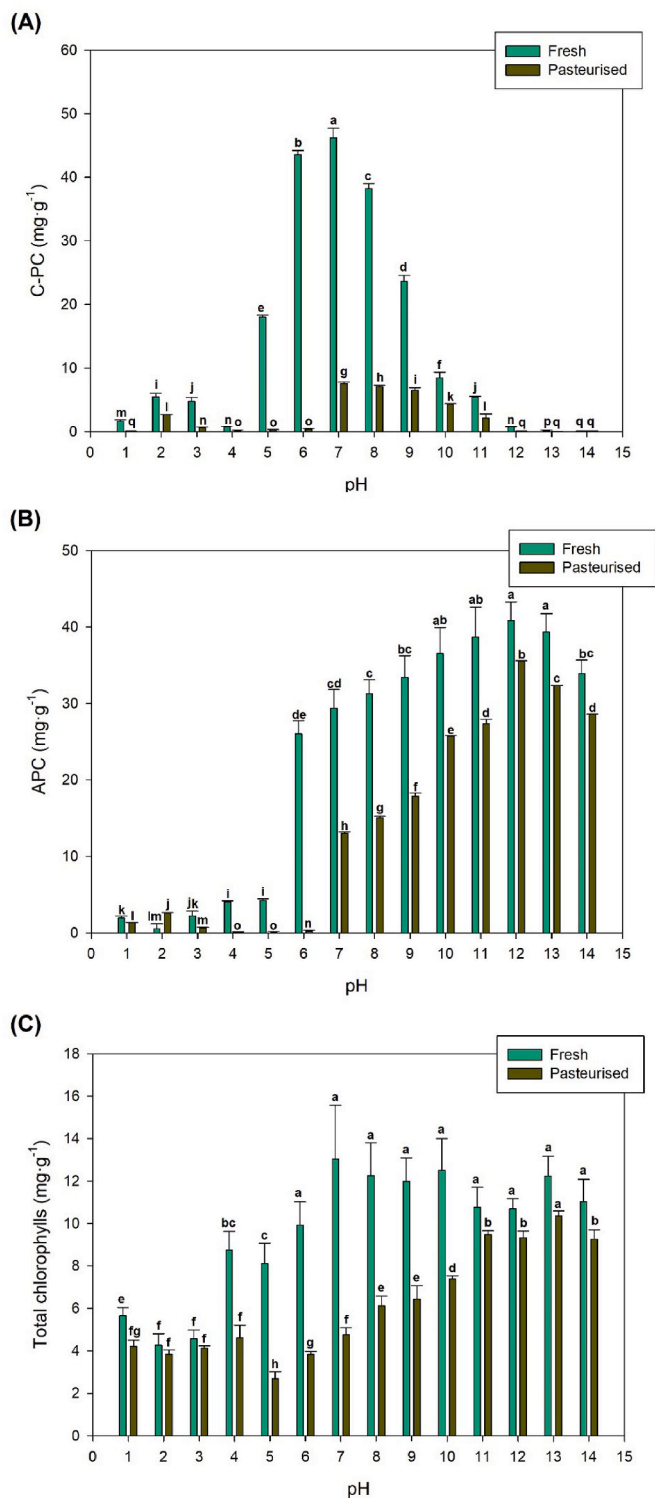 (A)
60
50
40
30
20
10
0
C-PC (mg·g⁻¹)
Fresh
Pasteurised
m q i l j n n o e o b o a g c h d i f k j l n q p q q q
0 1 2 3 4 5 6 7 8 9 10 11 12 13 14 15
pH
(B)
50
40
30
20
10
0
APC (mg·g⁻¹)
Fresh
Pasteurised
k l lm j jk m i o i o de n cd h c g bc f ab e ab d a b a c bc d
0 1 2 3 4 5 6 7 8 9 10 11 12 13 14 15
pH
(C)
18
16
14
12
10
8
6
4
2
0
Total chlorophylls (mg·g⁻¹)
Fresh
Pasteurised
e fg f f f f bc f c h a g a f a e a e a d a b a b a a a b
0 1 2 3 4 5 6 7 8 9 10 11 12 13 14 15
pH